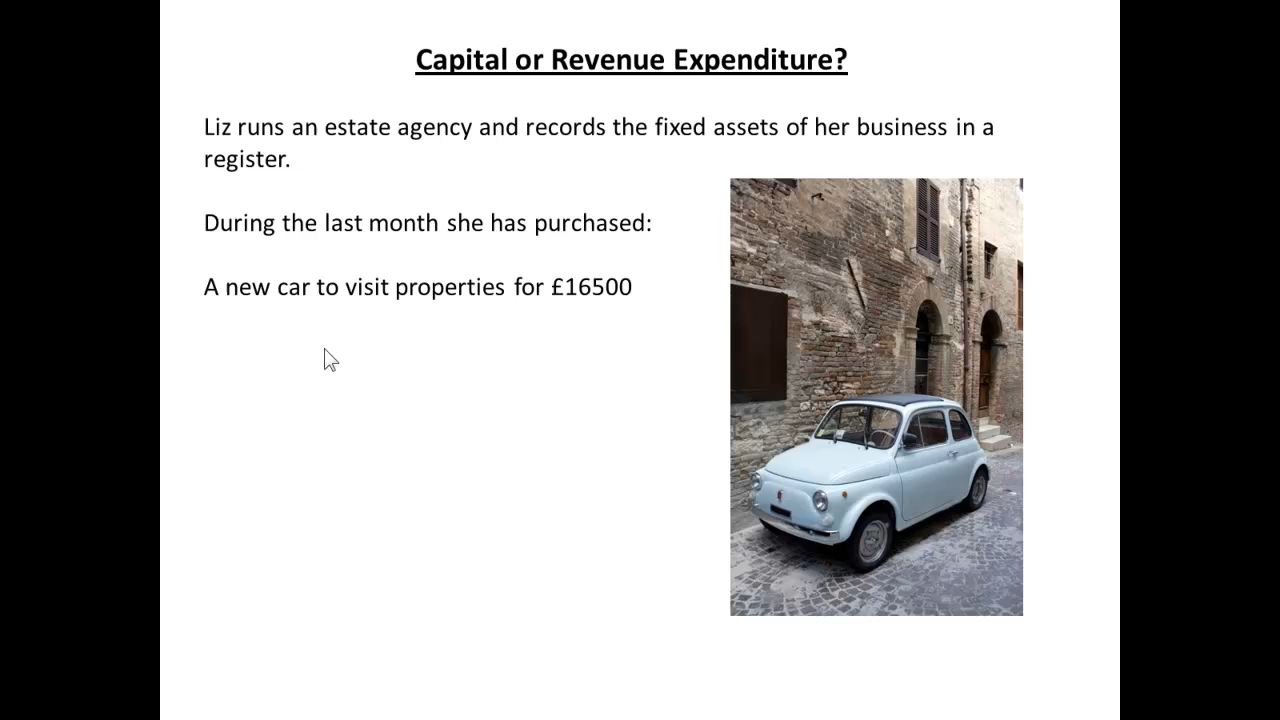 Capital or Revenue Expenditure?
Liz runs an estate agency and records the fixed assets of her business in a
register.
During the last month she has purchased:
A new car to visit properties for £16500